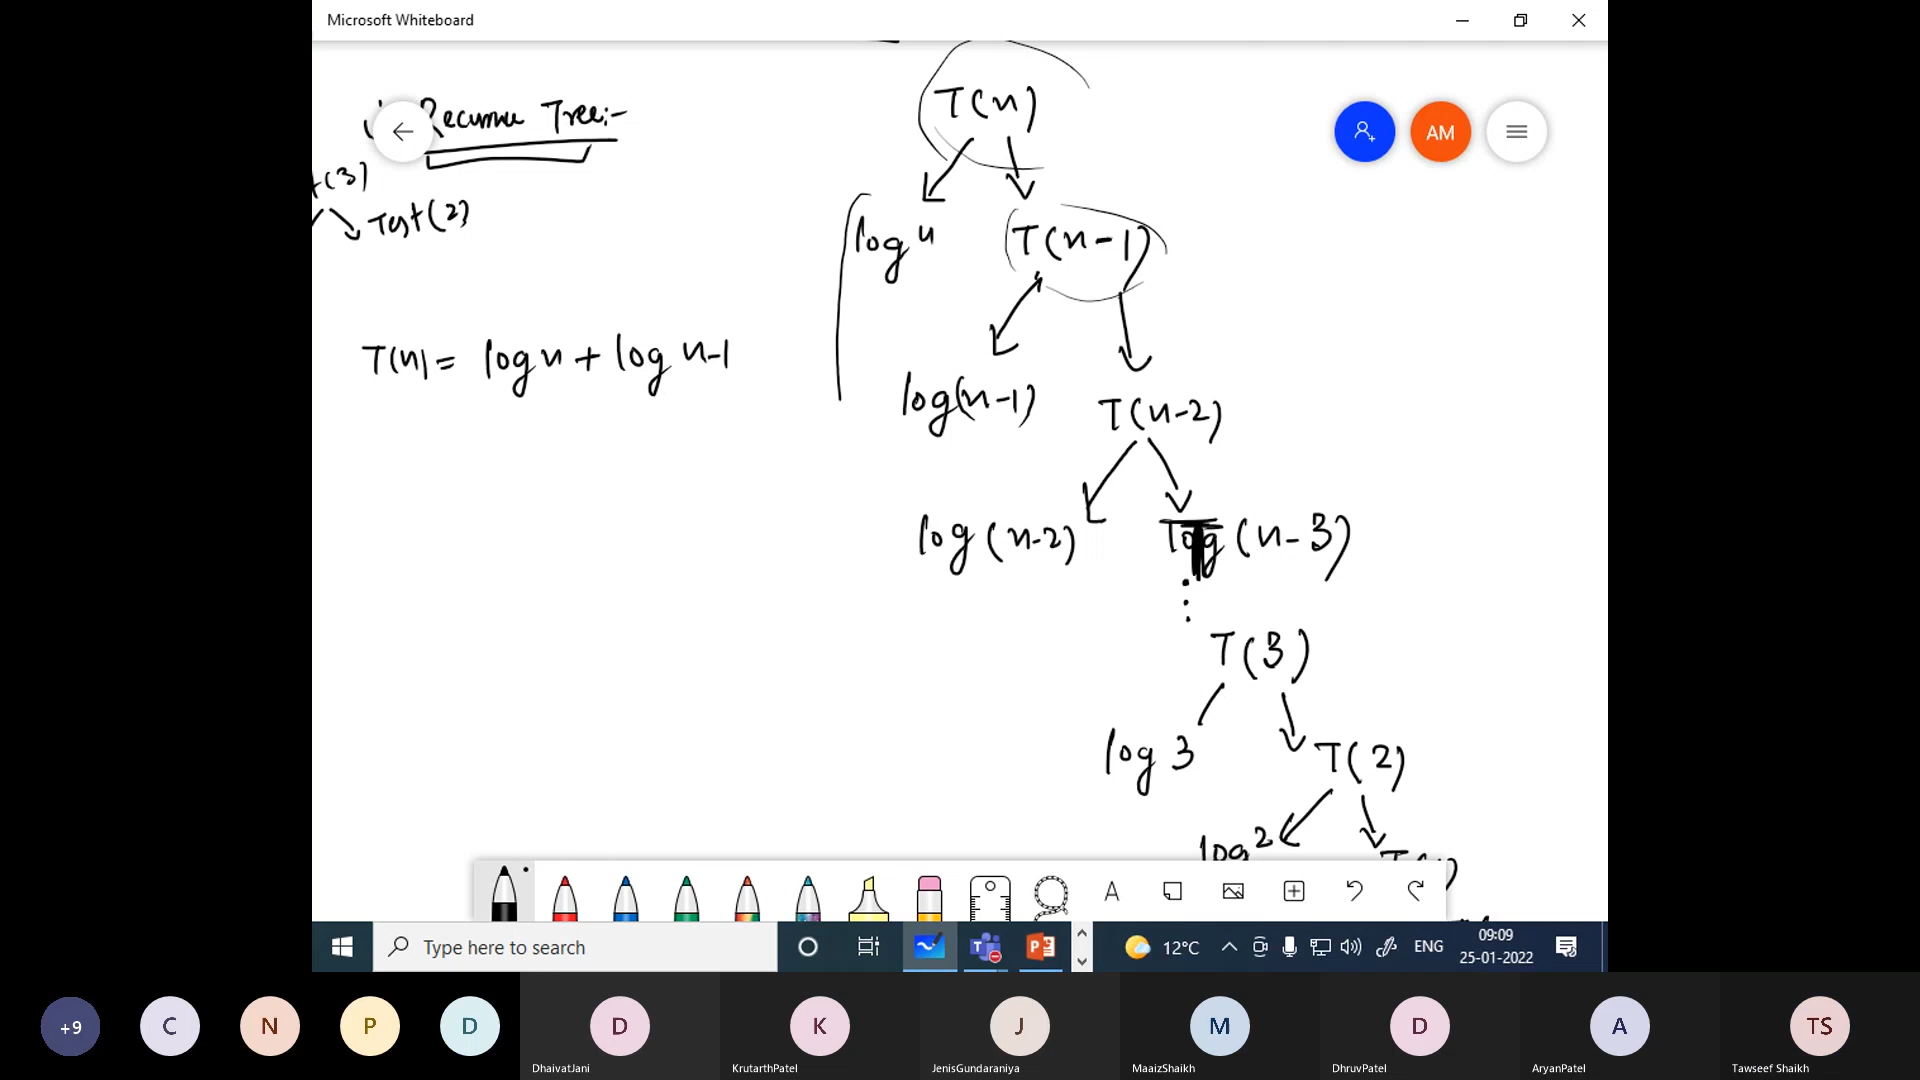 Microsoft Whiteboard
Recursive Tree:-
T(n)
AM
(3)
Test(2)
log n
T(n-1)
T(n) = log n + log n-1
log(n-1)
T(n-2)
log (n-2)
(n-3)
T(3)
log 3
T(2)
log 2
A
Type here to search
12°C
ENG
09:09
25-01-2022
+9
C
N
P
D
D
K
J
M
D
A
TS
DhaivatJani
KrutarthPatel
JenisGundaraniya
MaaizShaikh
DhruvPatel
AryanPatel
Tawseef Shaikh